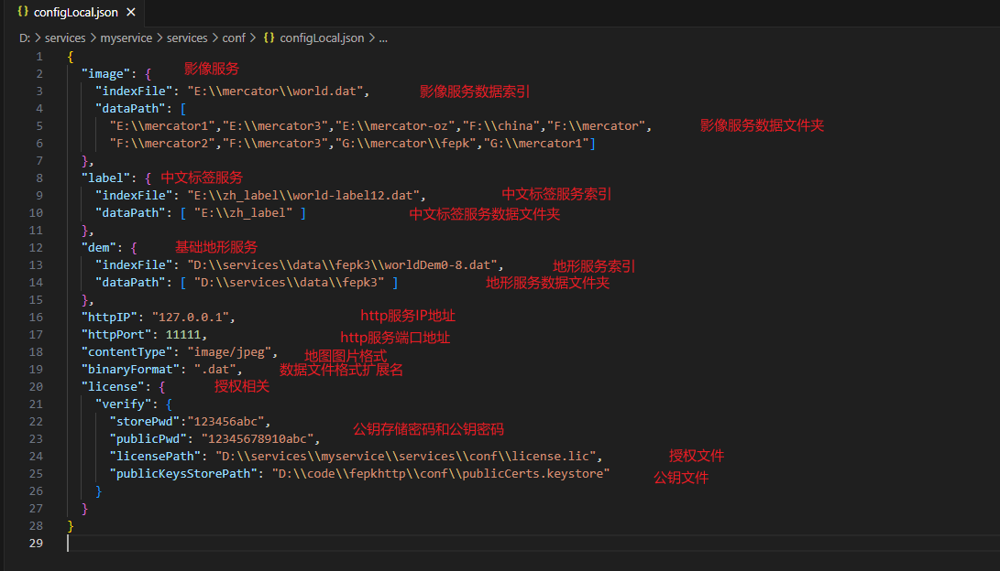 {} configLocal.json ×
D: > services > myservice > services > conf > {} configLocal.json > ...
1 {
2 "image": { 影像服务
3 "indexFile": "E:\\mercator\\world.dat", 影像服务数据索引
4 "dataPath": [
5 "E:\\mercator1","E:\\mercator3","E:\\mercator-oz","F:\\china","F:\\mercator", 影像服务数据文件夹
6 "F:\\mercator2","F:\\mercator3","G:\\mercator\\fepk","G:\\mercator1"]
7 },
8 "label": { 中文标签服务
9 "indexFile": "E:\\zh_label\\world-label12.dat", 中文标签服务索引
10 "dataPath": [ "E:\\zh_label" ] 中文标签服务数据文件夹
11 },
12 "dem": { 基础地形服务
13 "indexFile": "D:\\services\\data\\fepk3\\worldDem0-8.dat", 地形服务索引
14 "dataPath": [ "D:\\services\\data\\fepk3" ] 地形服务数据文件夹
15 },
16 "httpIP": "127.0.0.1", http服务IP地址
17 "httpPort": 11111, http服务端口地址
18 "contentType": "image/jpeg", 地图图片格式
19 "binaryFormat": ".dat", 数据文件格式扩展名
20 "license": { 授权相关
21 "verify": {
22 "storePwd":"123456abc", 公钥存储密码和公钥密码
23 "publicPwd": "12345678910abc",
24 "licensePath": "D:\\services\\myservice\\services\\conf\\license.lic", 授权文件
25 "publicKeysStorePath": "D:\\code\\fepkhttp\\conf\\publicCerts.keystore" 公钥文件
26 }
27 }
28 }
29